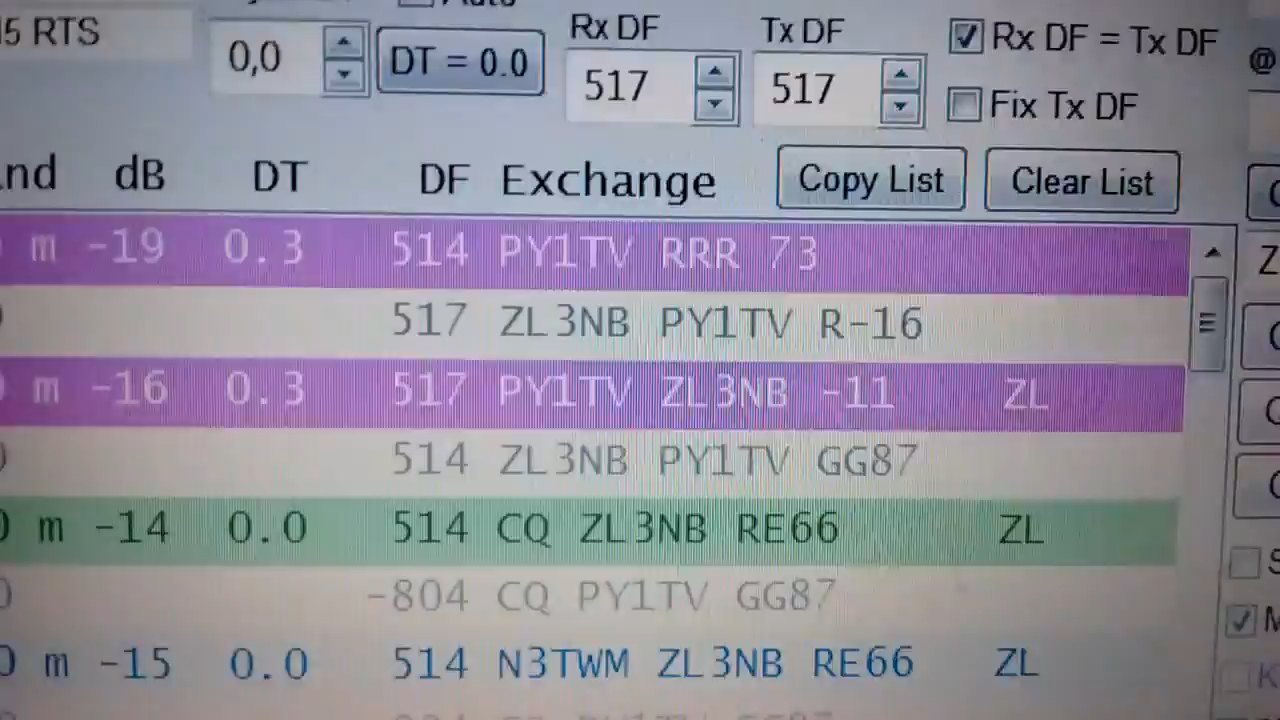 Rx DF Tx DF Rx DF = Tx DF
5 RTS 0,0 DT = 0.0 517 517 Fix Tx DF @
nd dB DT DF Exchange Copy List Clear List
m -19 0.3 514 PY1TV RRR 73
517 ZL3NB PY1TV R-16
m -16 0.3 517 PY1TV ZL3NB -11 ZL
514 ZL3NB PY1TV GG87
m -14 0.0 514 CQ ZL3NB RE66 ZL
-804 CQ PY1TV GG87
m -15 0.0 514 N3TWM ZL3NB RE66 ZL